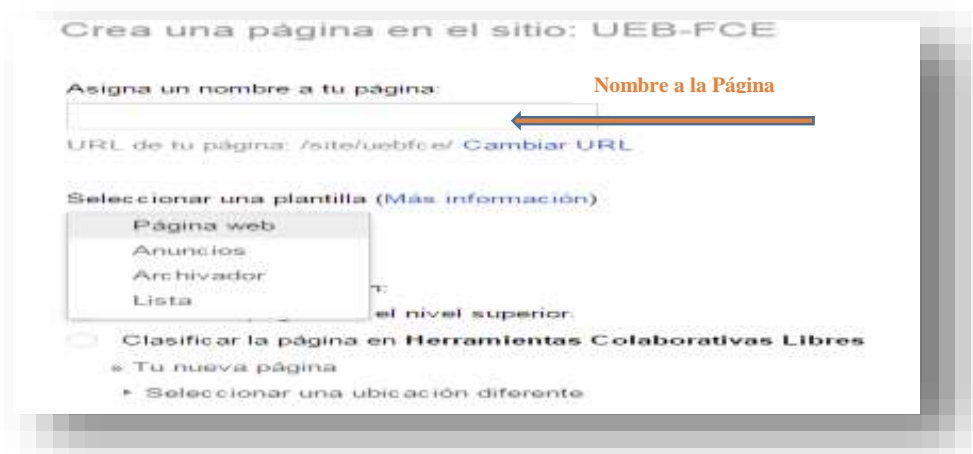 Crea una página en el sitio: UEB-FCE
Asigna un nombre a tu página:
Nombre a la Página
URL de tu página: /site/uebfce/ Cambiar URL
Seleccionar una plantilla (Más información)
Página web
Anuncios
Archivador
Lista
el nivel superior.
Clasificar la página en Herramientas Colaborativas Libres
» Tu nueva página
▸ Seleccionar una ubicación diferente